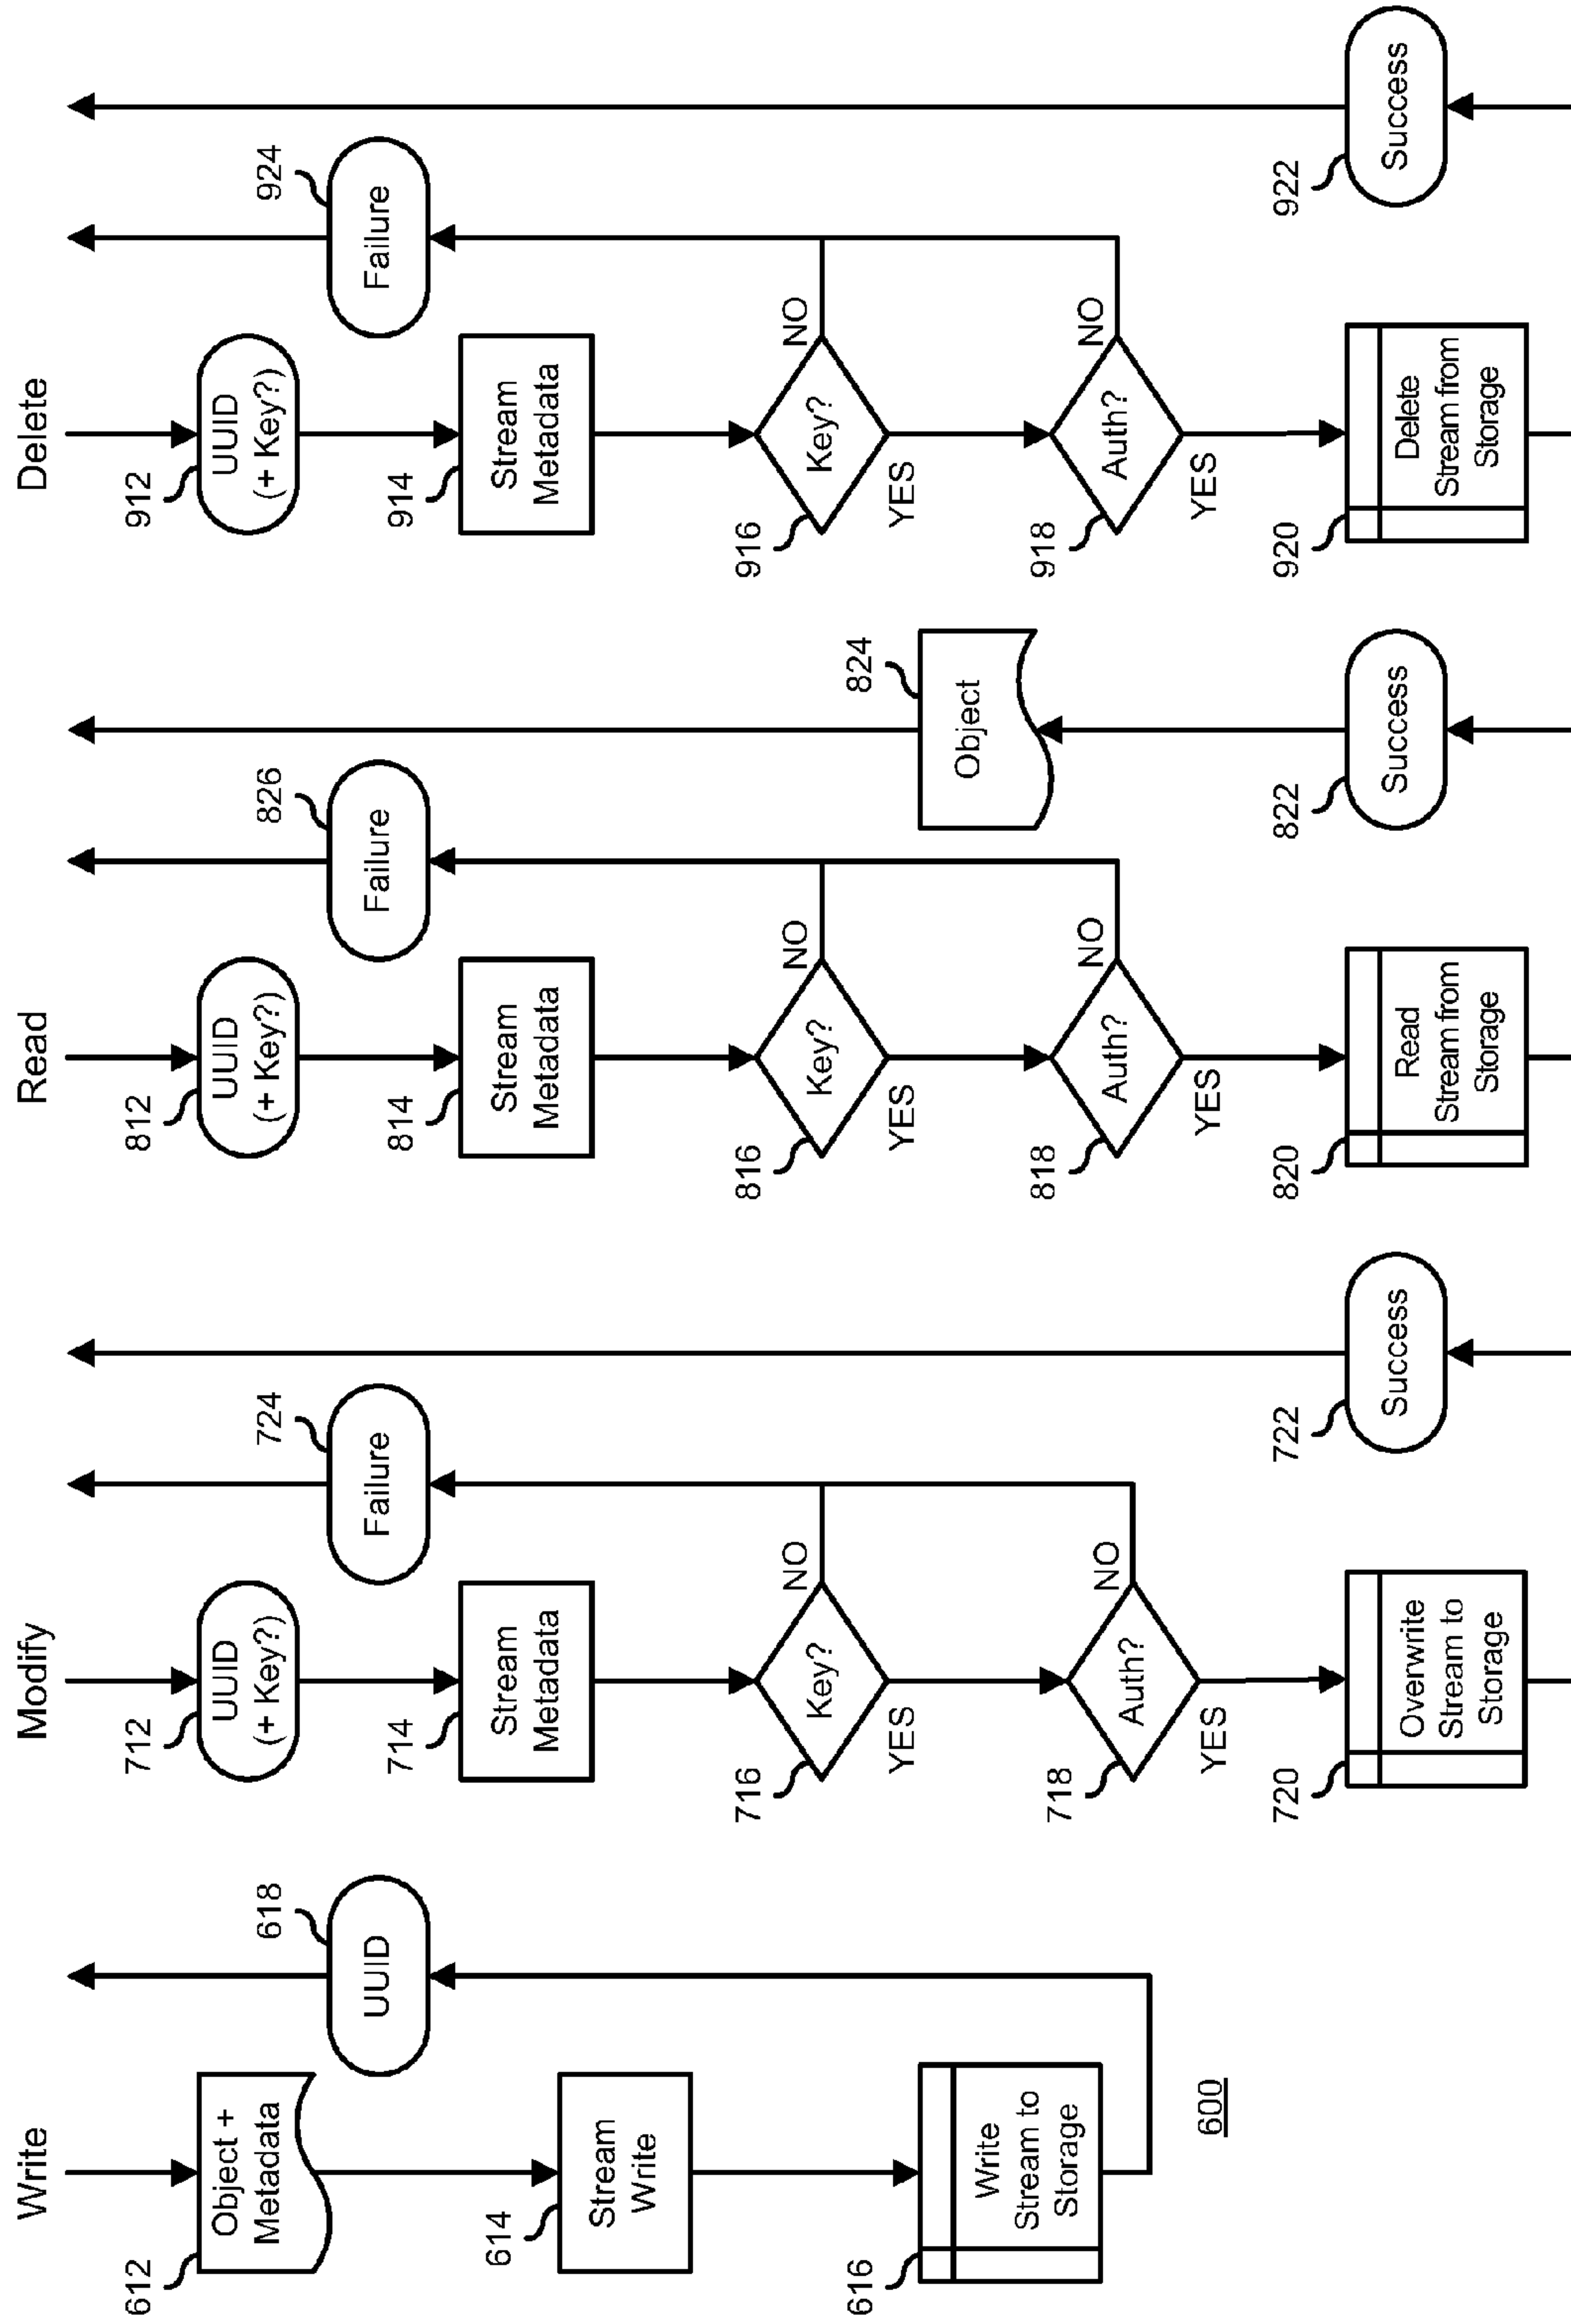 Write
612
Object +
Metadata
614
Stream
Write
616
Write
Stream to
Storage
618
UUID
600
Modify
712
UUID
(+ Key?)
714
Stream
Metadata
716
Key?
NO
YES
718
Auth?
NO
YES
720
Overwrite
Stream to
Storage
722
Success
724
Failure
Read
812
UUID
(+ Key?)
814
Stream
Metadata
816
Key?
NO
YES
818
Auth?
NO
YES
820
Read
Stream from
Storage
822
Success
824
Object
826
Failure
Delete
912
UUID
(+ Key?)
914
Stream
Metadata
916
Key?
NO
YES
918
Auth?
NO
YES
920
Delete
Stream from
Storage
922
Success
924
Failure